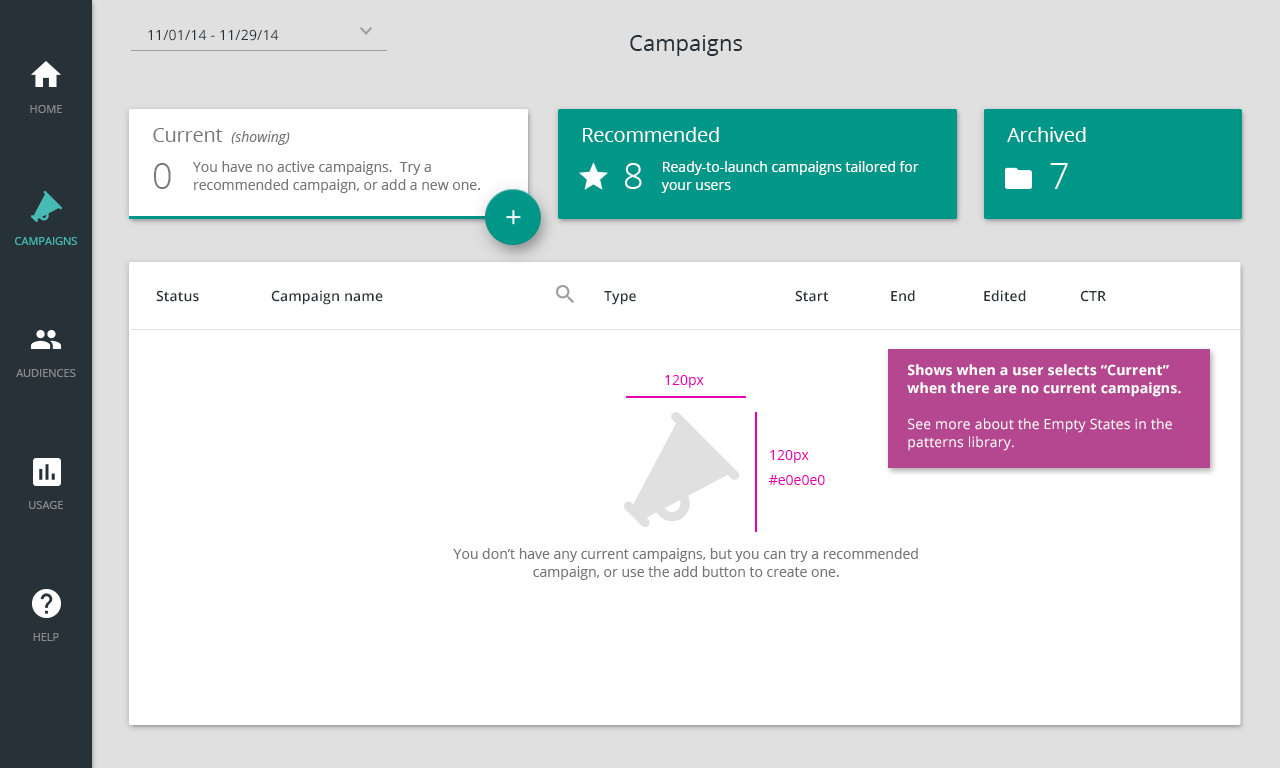 11/01/14 - 11/29/14
Campaigns
HOME
CAMPAIGNS
AUDIENCES
USAGE
HELP
Current (showing)
0
You have no active campaigns.  Try a
recommended campaign, or add a new one.
+
Recommended
8
Ready-to-launch campaigns tailored for
your users
Archived
7
Status Campaign name Type Start End Edited CTR
120px
120px
#e0e0e0
Shows when a user selects ”Current”
when there are no current campaigns.
See more about the Empty States in the
patterns library.
You don’t have any current campaigns, but you can try a recommended
campaign, or use the add button to create one.